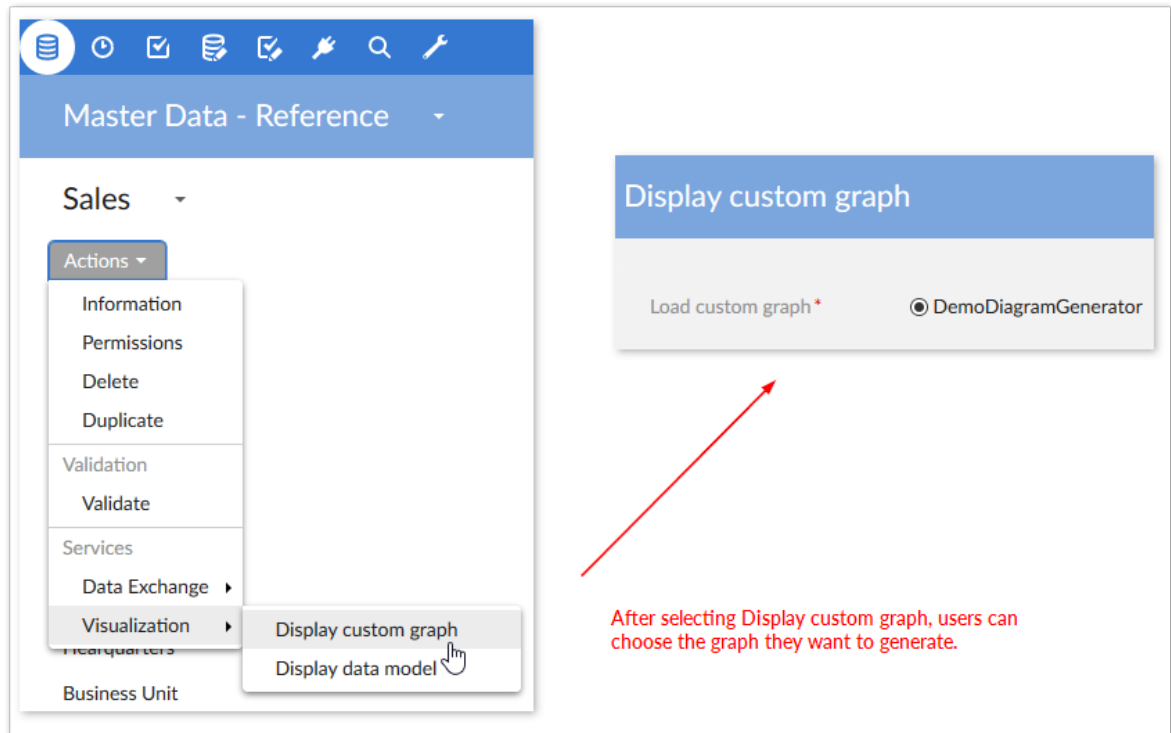 Master Data - Reference
Sales
Actions
Information
Permissions
Delete
Duplicate
Validation
Validate
Services
Data Exchange
Visualization
Display custom graph
Display data model
Headquarters
Business Unit
Display custom graph
Load custom graph*
DemoDiagramGenerator
After selecting Display custom graph, users can
choose the graph they want to generate.